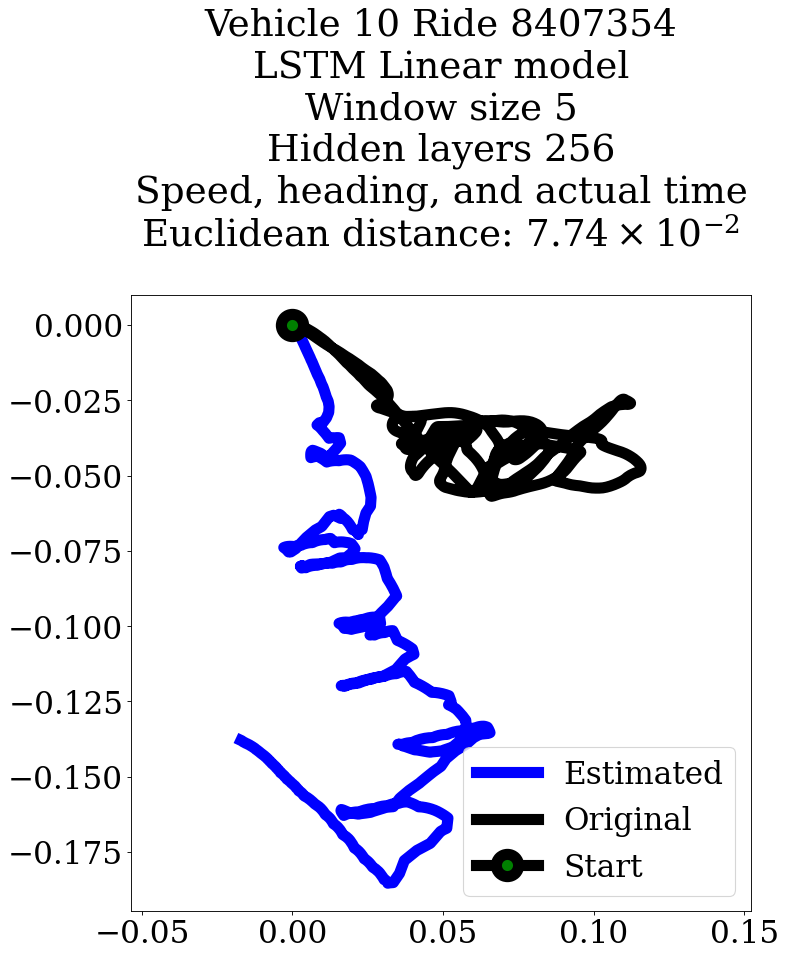 Vehicle 10 Ride 8407354
LSTM Linear model
Window size 5
Hidden layers 256
Speed, heading, and actual time
Euclidean distance: 7.74 × 10⁻²
0.000
−0.025
−0.050
−0.075
−0.100
−0.125
−0.150
−0.175
Estimated
Original
Start
−0.05
0.00
0.05
0.10
0.15